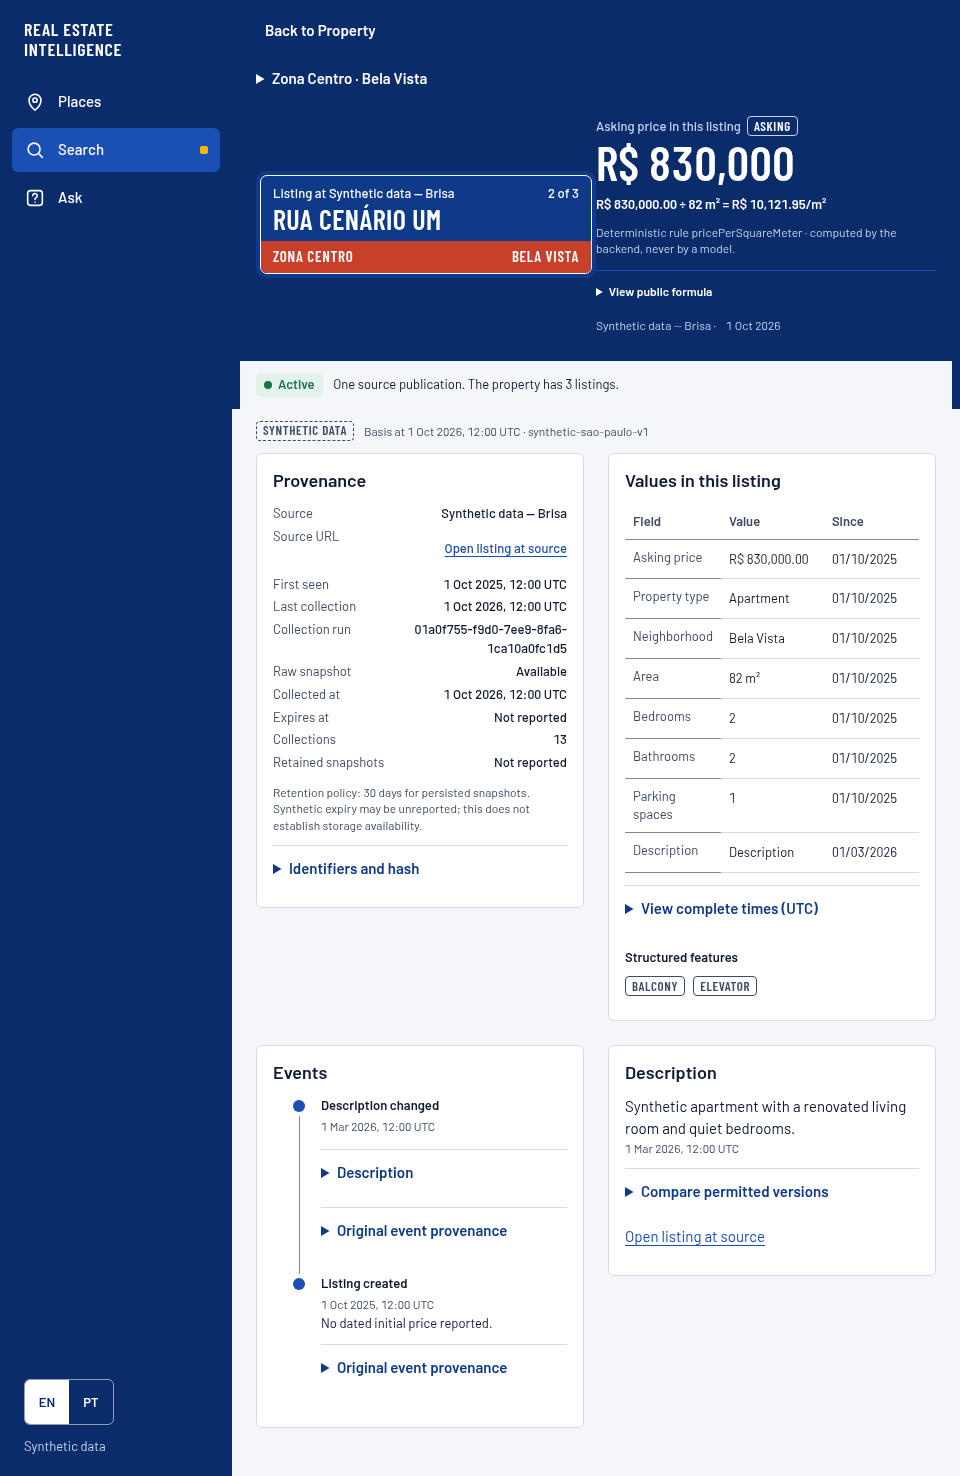 REAL ESTATE
INTELLIGENCE
Places
Search
Ask
EN PT
Synthetic data
Back to Property
Zona Centro · Bela Vista
Listing at Synthetic data — Brisa 2 of 3
RUA CENÁRIO UM
ZONA CENTRO BELA VISTA
Asking price in this listing ASKING
R$ 830,000
R$ 830,000.00 ÷ 82 m² = R$ 10,121.95/m²
Deterministic rule pricePerSquareMeter · computed by the
backend, never by a model.
View public formula
Synthetic data — Brisa · 1 Oct 2026
Active One source publication. The property has 3 listings.
SYNTHETIC DATA Basis at 1 Oct 2026, 12:00 UTC · synthetic-sao-paulo-v1
Provenance
Source Synthetic data — Brisa
Source URL
Open listing at source
First seen 1 Oct 2025, 12:00 UTC
Last collection 1 Oct 2026, 12:00 UTC
Collection run 01a0f755-f9d0-7ee9-8fa6-
1ca10a0fc1d5
Raw snapshot Available
Collected at 1 Oct 2026, 12:00 UTC
Expires at Not reported
Collections 13
Retained snapshots Not reported
Retention policy: 30 days for persisted snapshots.
Synthetic expiry may be unreported; this does not
establish storage availability.
Identifiers and hash
Values in this listing
Field Value Since
Asking price R$ 830,000.00 01/10/2025
Property type Apartment 01/10/2025
Neighborhood Bela Vista 01/10/2025
Area 82 m² 01/10/2025
Bedrooms 2 01/10/2025
Bathrooms 2 01/10/2025
Parking
spaces 1 01/10/2025
Description Description 01/03/2026
View complete times (UTC)
Structured features
BALCONY ELEVATOR
Events
Description changed
1 Mar 2026, 12:00 UTC
Description
Original event provenance
Listing created
1 Oct 2025, 12:00 UTC
No dated initial price reported.
Original event provenance
Description
Synthetic apartment with a renovated living
room and quiet bedrooms.
1 Mar 2026, 12:00 UTC
Compare permitted versions
Open listing at source